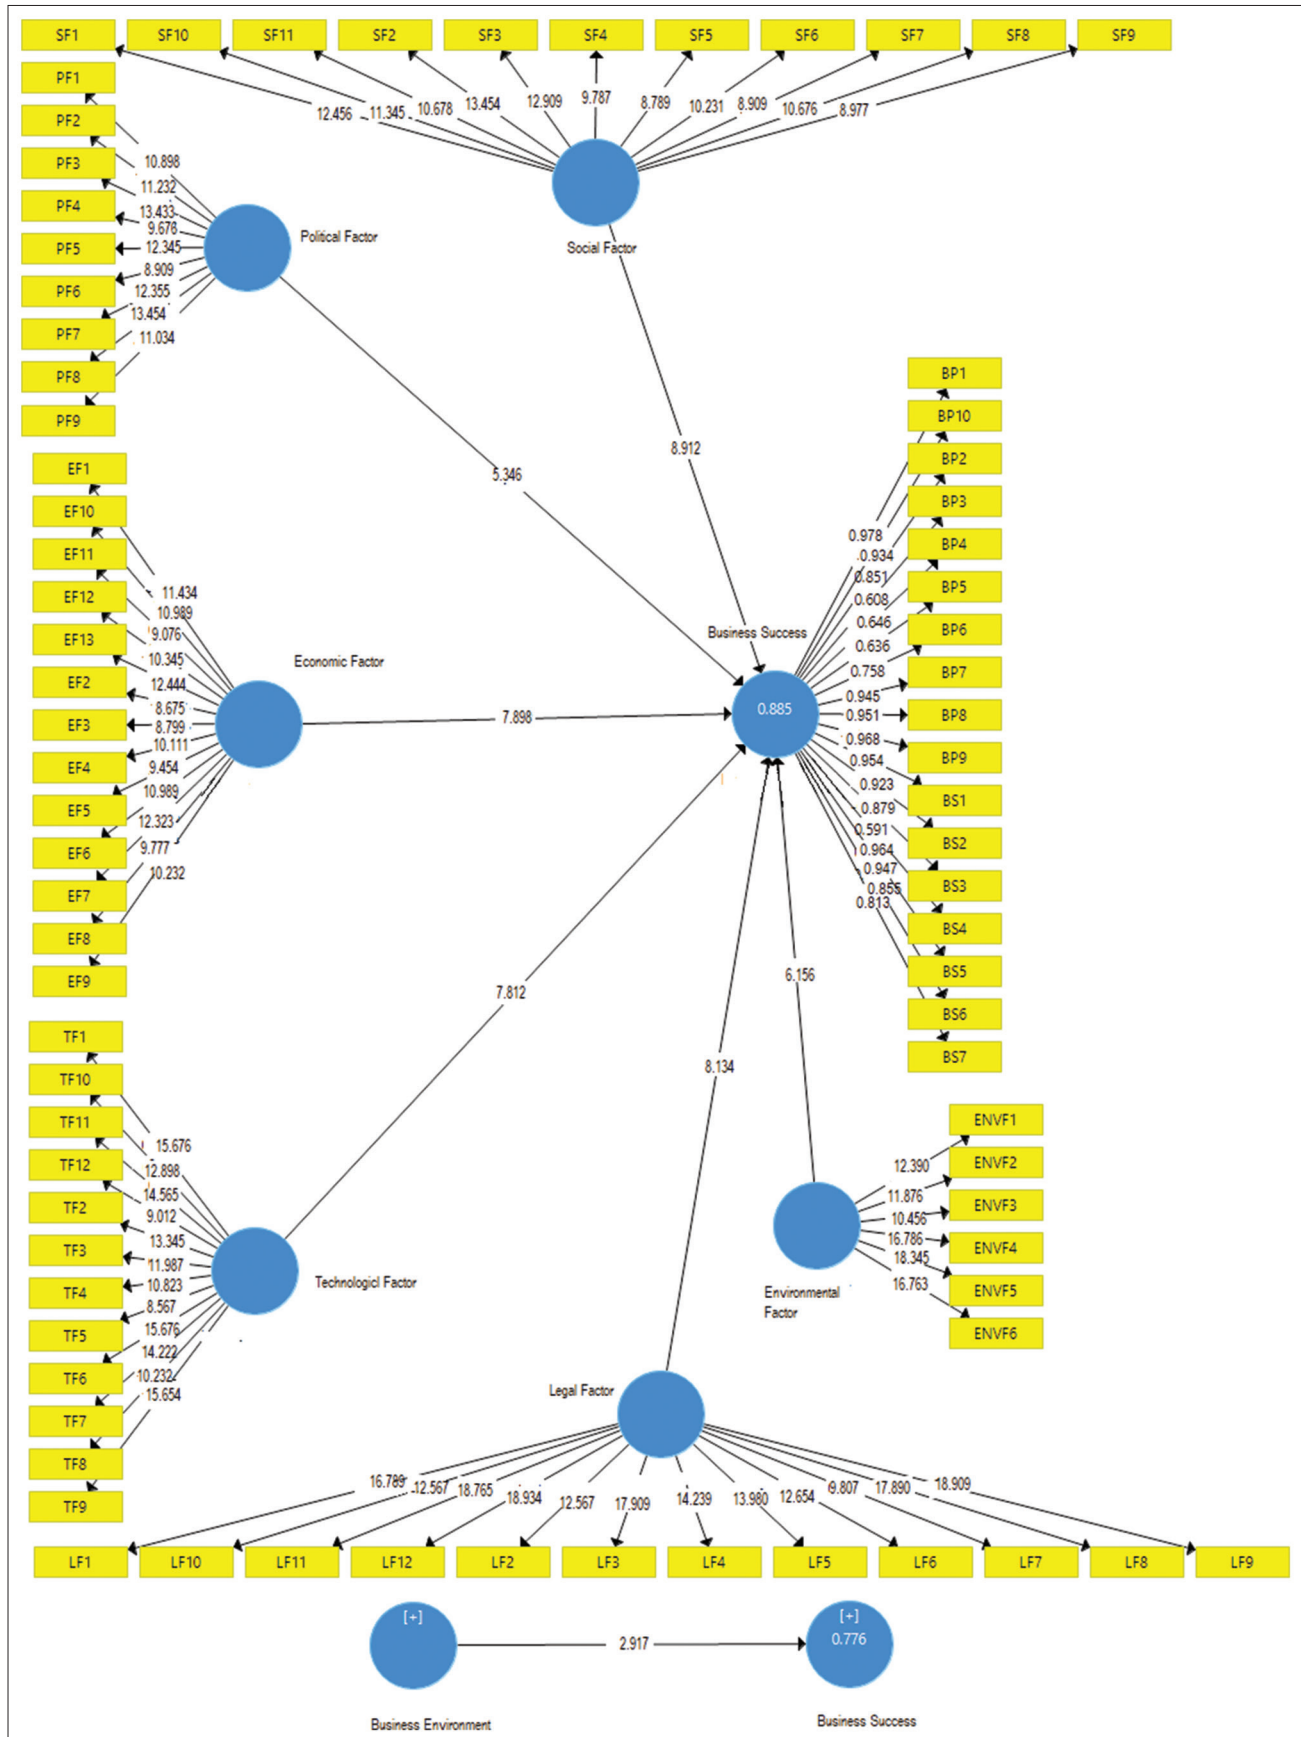 SF1 SF10 SF11 SF2 SF3 SF4 SF5 SF6 SF7 SF8 SF9
12.456 11.345 10.678 13.454 12.909 9.787 8.789 10.231 8.909 10.676 8.977
Social Factor
PF1
PF2
PF3
PF4
PF5
PF6
PF7
PF8
PF9
10.898
11.232
13.433
9.678
12.345
8.909
12.355
13.454
11.034
Political Factor
5.346
8.912
EF1
EF10
EF11
EF12
EF13
EF2
EF3
EF4
EF5
EF6
EF7
EF8
EF9
11.434
10.989
9.076
10.345
12.444
8.675
8.799
10.111
9.454
10.989
12.323
9.777
10.232
Economic Factor
7.898
Business Success
0.885
BP1
BP10
BP2
BP3
BP4
BP5
BP6
BP7
BP8
BP9
BS1
BS2
BS3
BS4
BS5
BS6
BS7
0.978
0.934
0.851
0.608
0.646
0.636
0.758
0.945
0.951
0.968
0.954
0.923
0.879
0.591
0.964
0.947
0.855
0.813
TF1
TF10
TF11
TF12
TF2
TF3
TF4
TF5
TF6
TF7
TF8
TF9
15.676
12.898
14.565
9.012
13.345
11.987
10.823
8.567
15.676
14.222
10.232
15.654
Technologicl Factor
7.812
8.134
6.156
ENVF1
ENVF2
ENVF3
ENVF4
ENVF5
ENVF6
12.390
11.876
10.456
16.786
18.345
16.763
Environmental
Factor
Legal Factor
16.789 12.567 18.765 18.934 12.567 17.909 14.239 13.980 12.654 9.807 17.890 18.909
LF1 LF10 LF11 LF12 LF2 LF3 LF4 LF5 LF6 LF7 LF8 LF9
[+] [+]
2.917 0.776
Business Environment Business Success